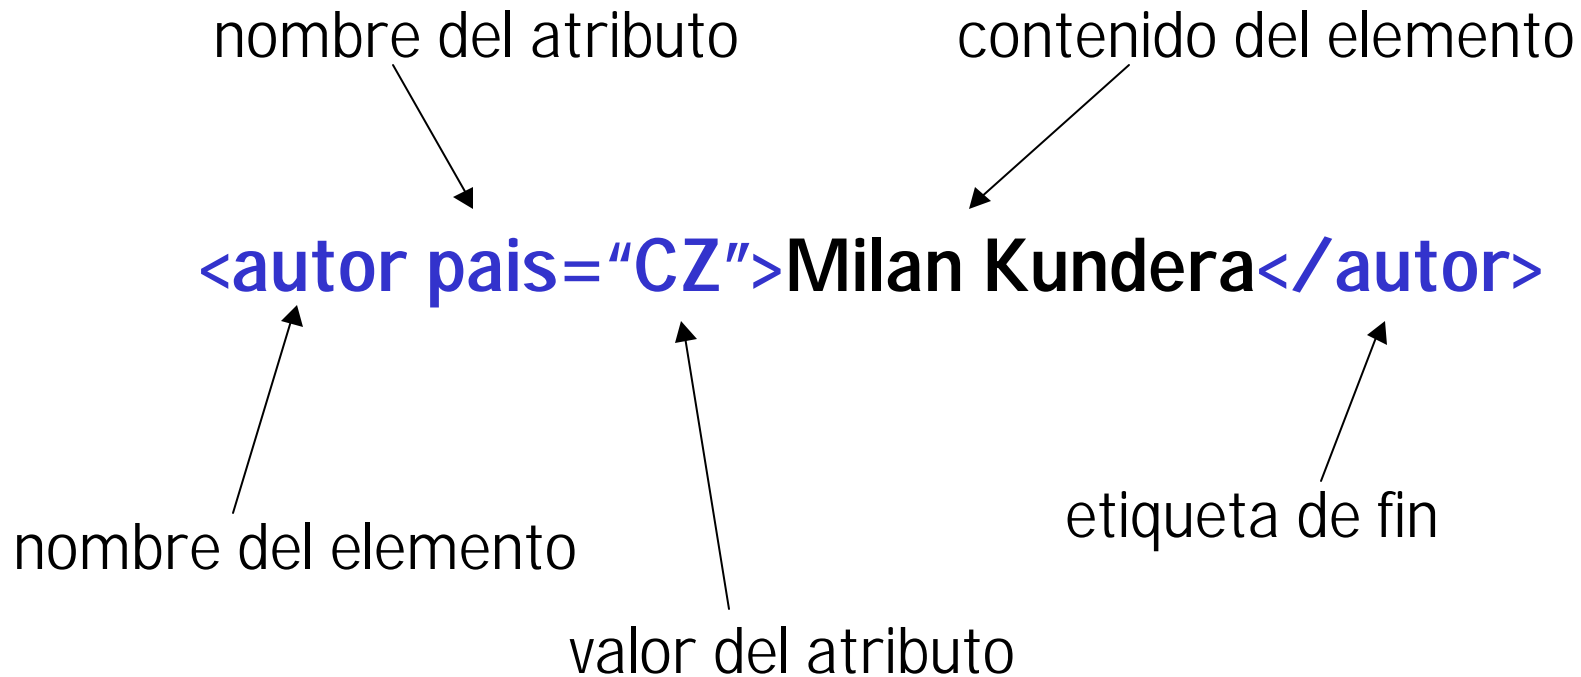 nombre del atributo
contenido del elemento
<autor pais=“CZ”>Milan Kundera</autor>
nombre del elemento
etiqueta de fin
valor del atributo